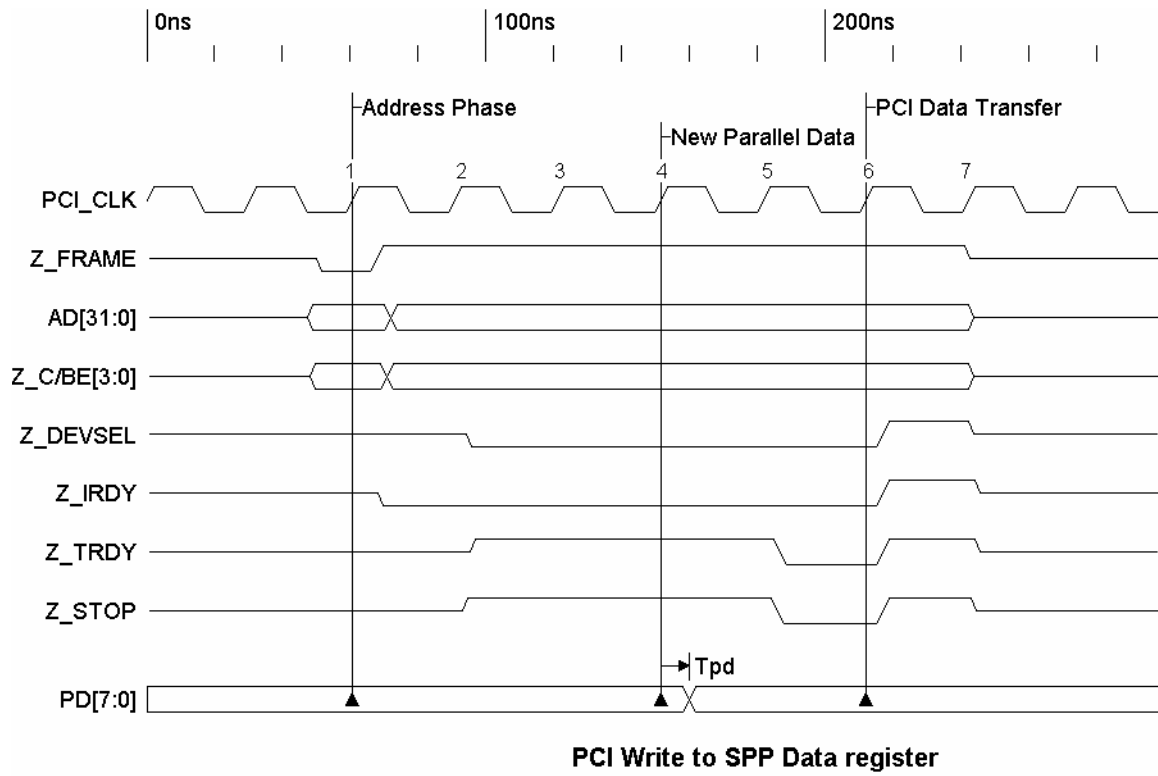 0ns 100ns 200ns
Address Phase PCI Data Transfer
New Parallel Data
1 2 3 4 5 6 7
PCI_CLK
Z_FRAME
AD[31:0]
Z_C/BE[3:0]
Z_DEVSEL
Z_IRDY
Z_TRDY
Z_STOP
Tpd
PD[7:0]
PCI Write to SPP Data register